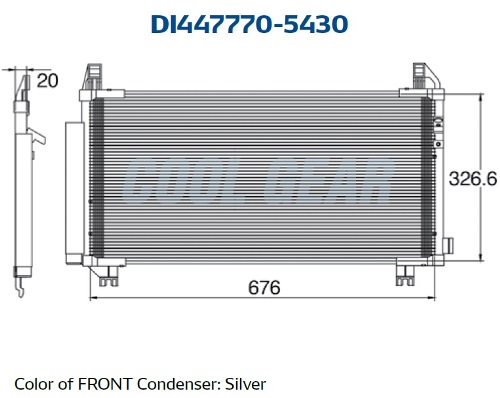 DI447770-5430
20
COOL GEAR
326.6
676
Color of FRONT Condenser: Silver